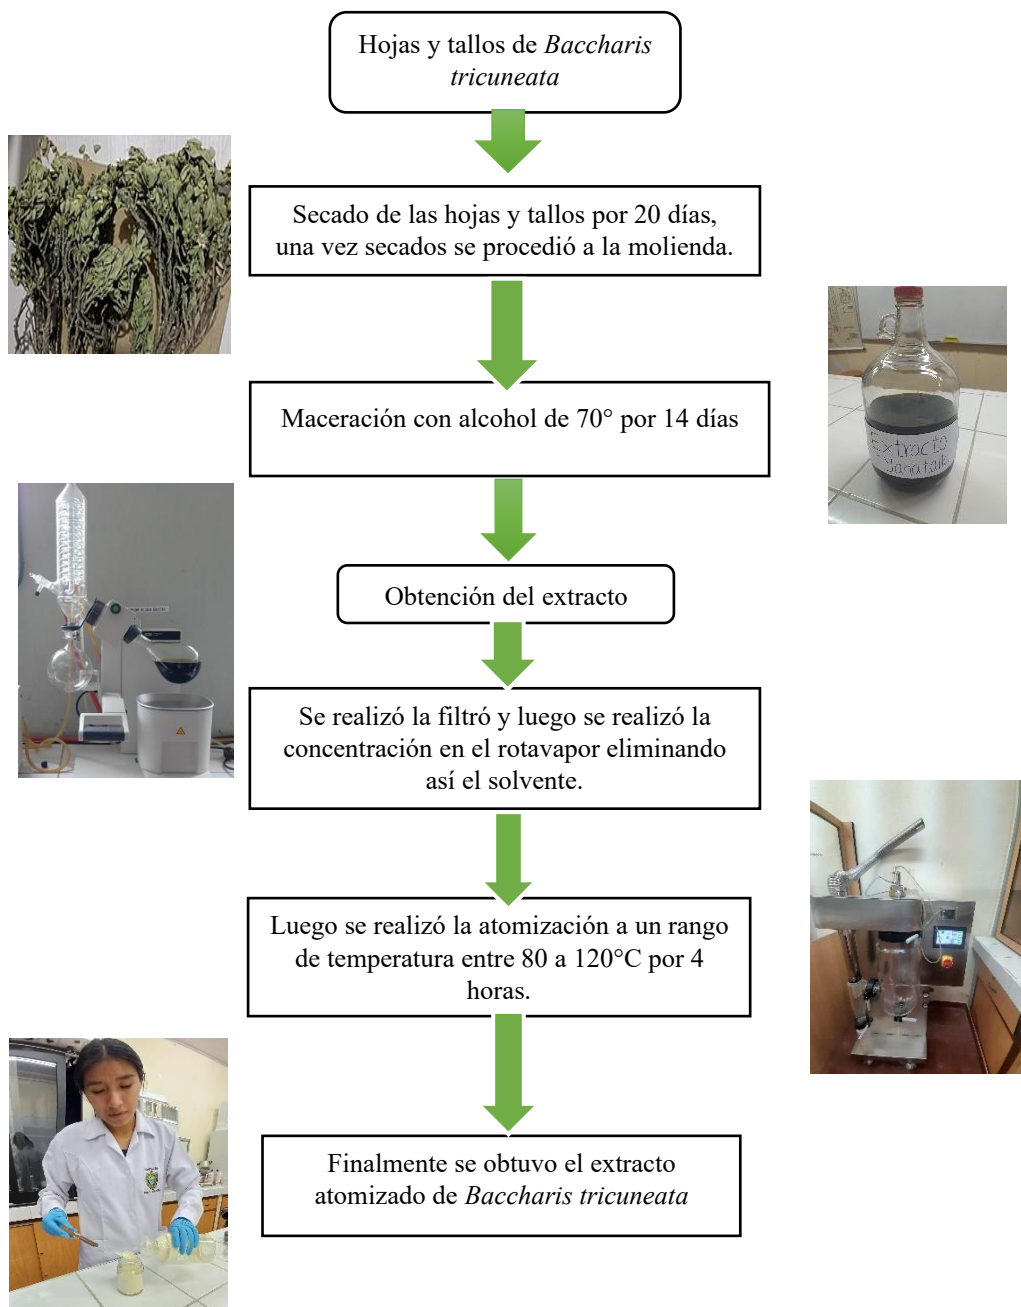 Hojas y tallos de Baccharis
tricuneata
Secado de las hojas y tallos por 20 días,
una vez secados se procedió a la molienda.
Maceración con alcohol de 70° por 14 días
Extracto
Yanatalla
Obtención del extracto
Se realizó la filtró y luego se realizó la
concentración en el rotavapor eliminando
así el solvente.
Luego se realizó la atomización a un rango
de temperatura entre 80 a 120°C por 4
horas.
Finalmente se obtuvo el extracto
atomizado de Baccharis tricuneata